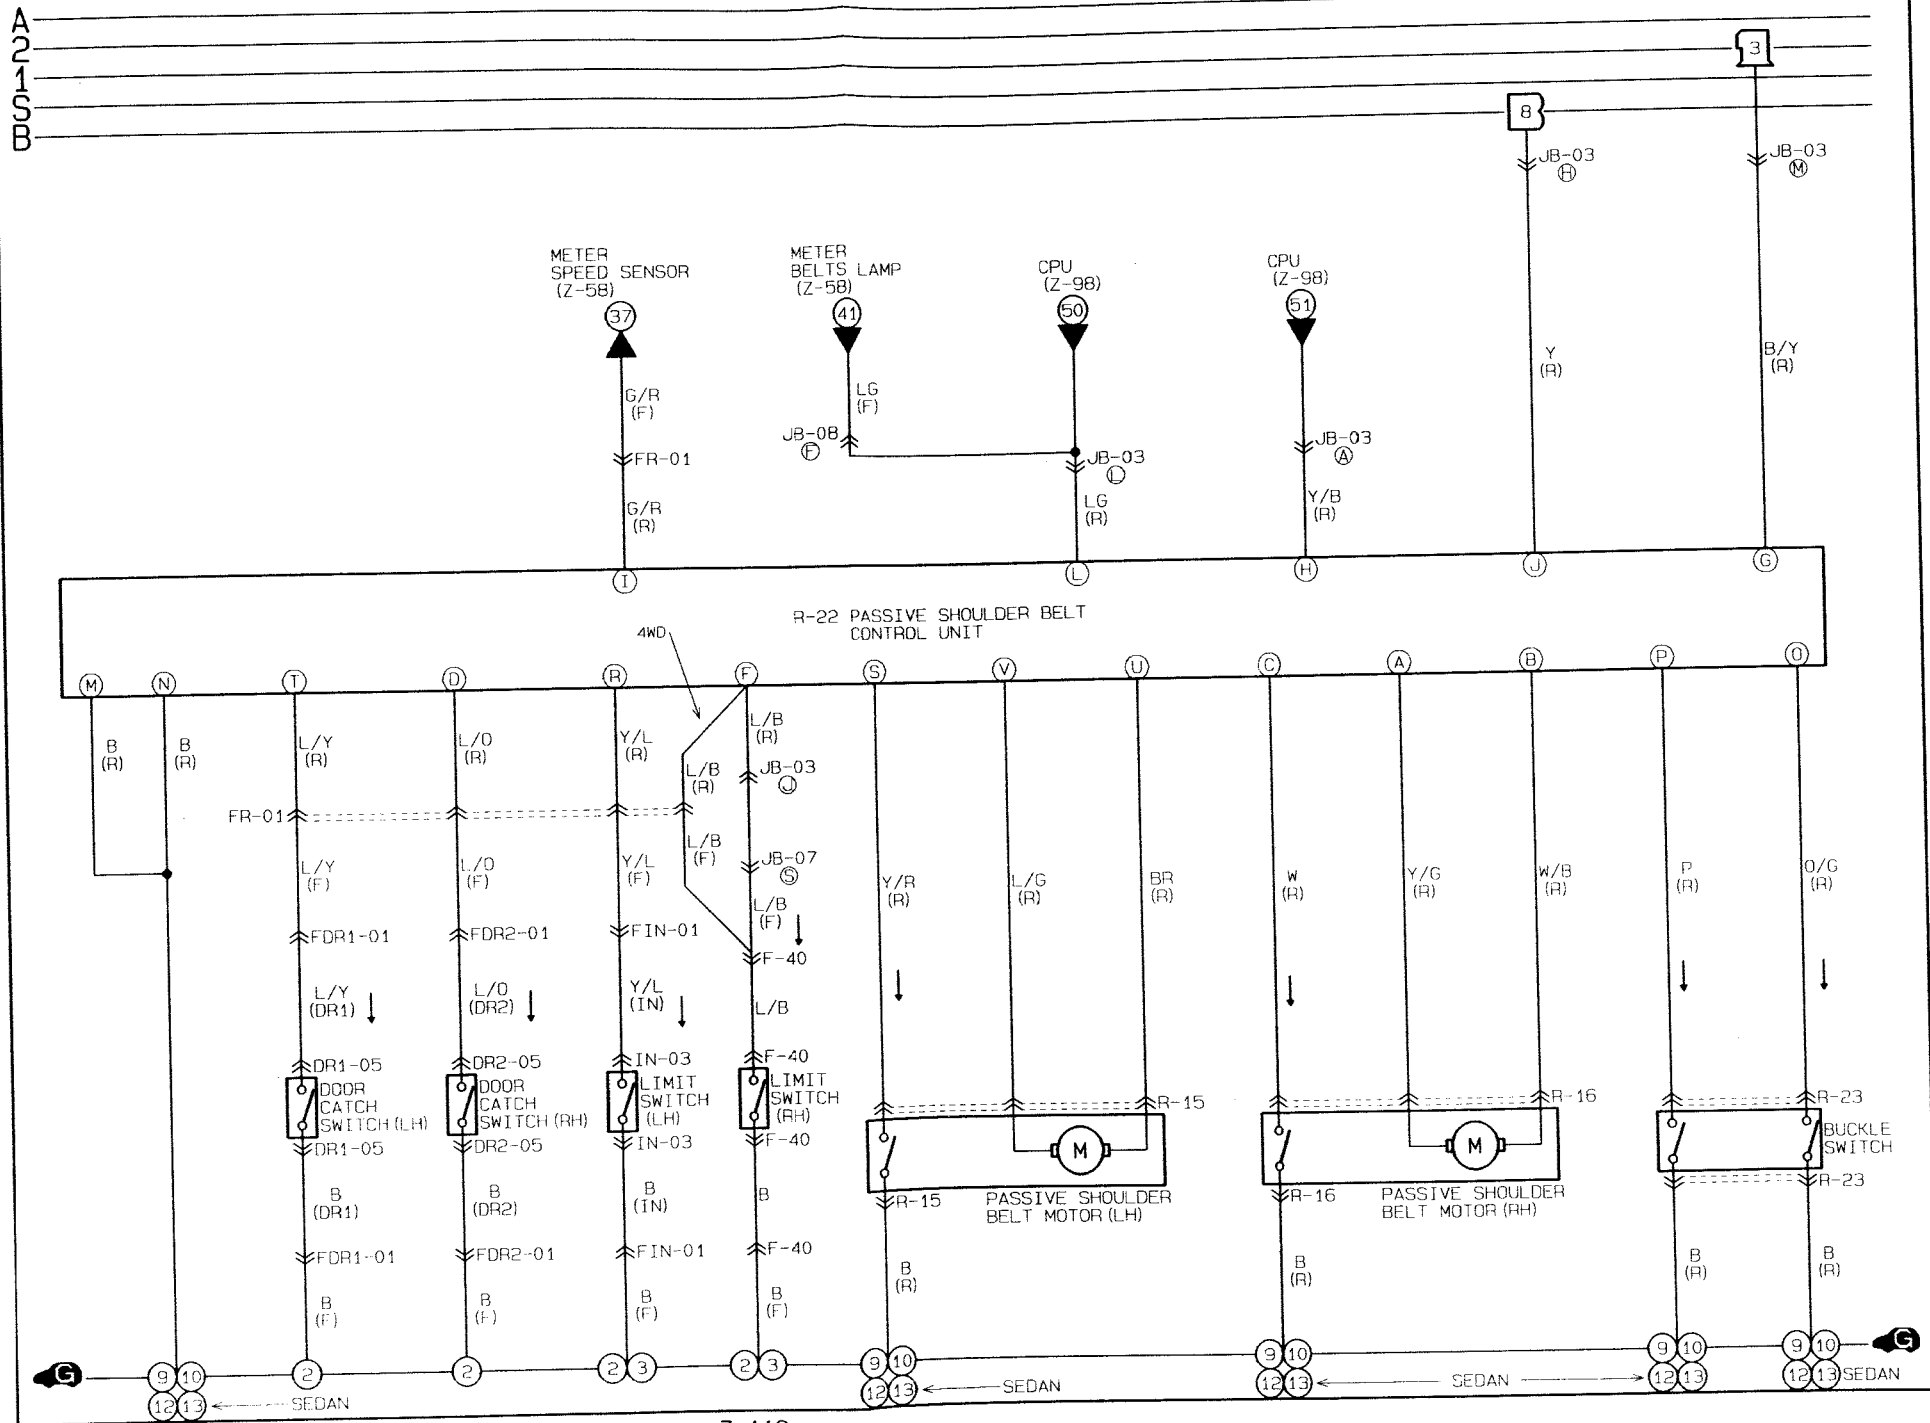 A
2
1
S
B
3
8
JB-03
H
JB-03
M
METER
SPEED SENSOR
(Z-58)
37
METER
BELTS LAMP
(Z-58)
41
CPU
(Z-98)
50
CPU
(Z-98)
51
G/R
(F)
LG
(F)
Y
(R)
B/Y
(R)
JB-08
F
FR-01
JB-03
L
JB-03
A
G/R
(R)
LG
(R)
Y/B
(R)
I
L
H
J
G
R-22 PASSIVE SHOULDER BELT
CONTROL UNIT
4WD
M
N
T
D
R
F
S
V
U
C
A
B
P
O
B
(R)
B
(R)
L/Y
(R)
L/O
(R)
Y/L
(R)
L/B
(R)
L/B
(R)
JB-03
J
FR-01
L/Y
(F)
L/O
(F)
Y/L
(F)
L/B
(F)
JB-07
S
L/B
(F)
Y/R
(R)
L/G
(R)
BR
(R)
W
(R)
Y/G
(R)
W/B
(R)
P
(R)
O/G
(R)
FDR1-01
FDR2-01
FIN-01
F-40
L/Y
(DR1)
L/O
(DR2)
Y/L
(IN)
L/B
DR1-05
DR2-05
IN-03
F-40
DOOR
CATCH
SWITCH(LH)
DOOR
CATCH
SWITCH(RH)
LIMIT
SWITCH
(LH)
LIMIT
SWITCH
(RH)
R-15
R-16
R-23
M
M
BUCKLE
SWITCH
DR1-05
DR2-05
IN-03
F-40
R-15
PASSIVE SHOULDER
BELT MOTOR(LH)
R-16
PASSIVE SHOULDER
BELT MOTOR(RH)
R-23
B
(DR1)
B
(DR2)
B
(IN)
B
FDR1-01
FDR2-01
FIN-01
F-40
B
(F)
B
(F)
B
(F)
B
(F)
B
(R)
B
(R)
B
(R)
B
(R)
G
9 10
2
2
2 3
2 3
9 10
9 10
9 10
9 10
G
12 13
SEDAN
12 13
SEDAN
12 13
SEDAN
12 13
12 13
SEDAN